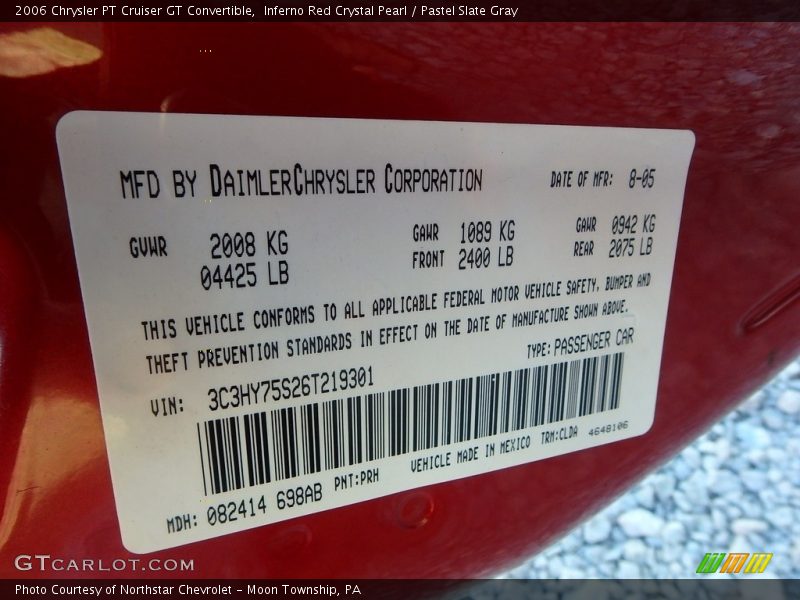 2006 Chrysler PT Cruiser GT Convertible,  Inferno Red Crystal Pearl / Pastel Slate Gray
MFD BY DAIMLERCHRYSLER CORPORATION DATE OF MFR: 8-05
GVWR 2008 KG GAWR 1089 KG GAWR 0942 KG
04425 LB FRONT 2400 LB REAR 2075 LB
THIS VEHICLE CONFORMS TO ALL APPLICABLE FEDERAL MOTOR VEHICLE SAFETY, BUMPER AND
THEFT PREVENTION STANDARDS IN EFFECT ON THE DATE OF MANUFACTURE SHOWN ABOVE.
VIN: 3C3HY75S26T219301 TYPE: PASSENGER CAR
MDH: 082414 698AB PNT:PRH VEHICLE MADE IN MEXICO TRM:CLDA 4648106
GTCARLOT.COM
Photo Courtesy of Northstar Chevrolet - Moon Township, PA